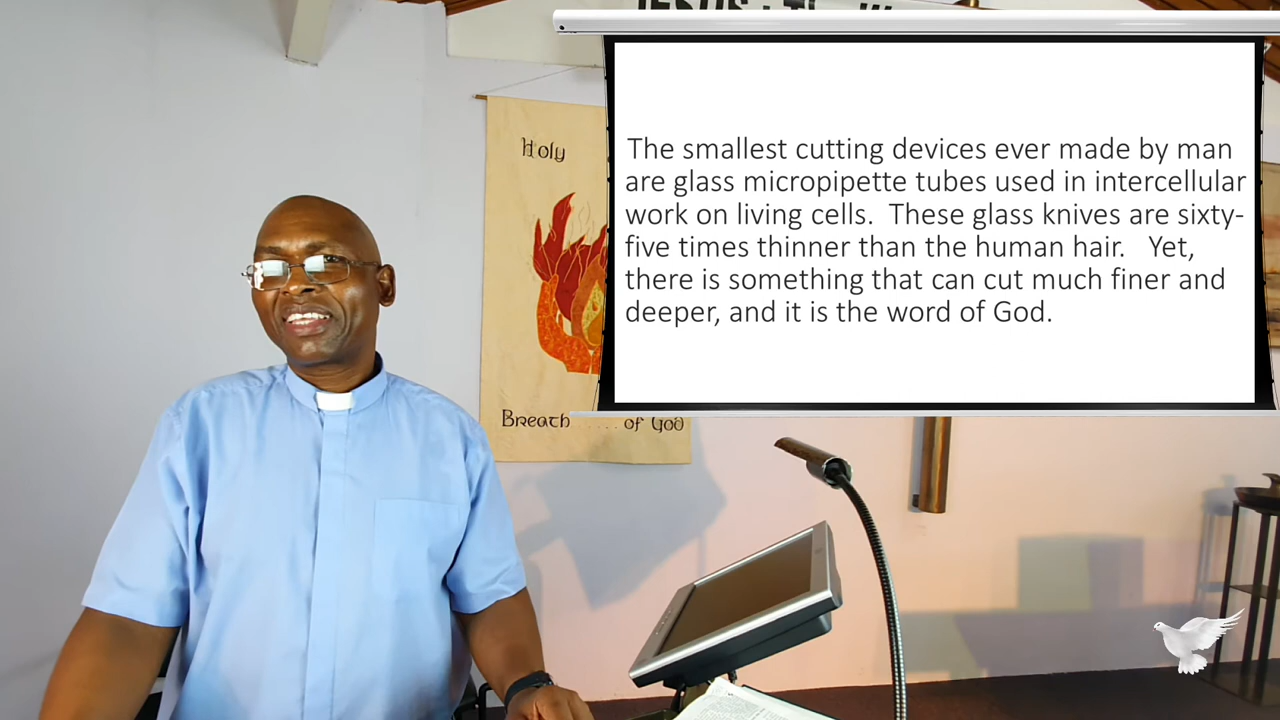 JESUS
The smallest cutting devices ever made by man
are glass micropipette tubes used in intercellular
work on living cells.  These glass knives are sixty-
five times thinner than the human hair.   Yet,
there is something that can cut much finer and
deeper, and it is the word of God.
Holy
Breath .... of God